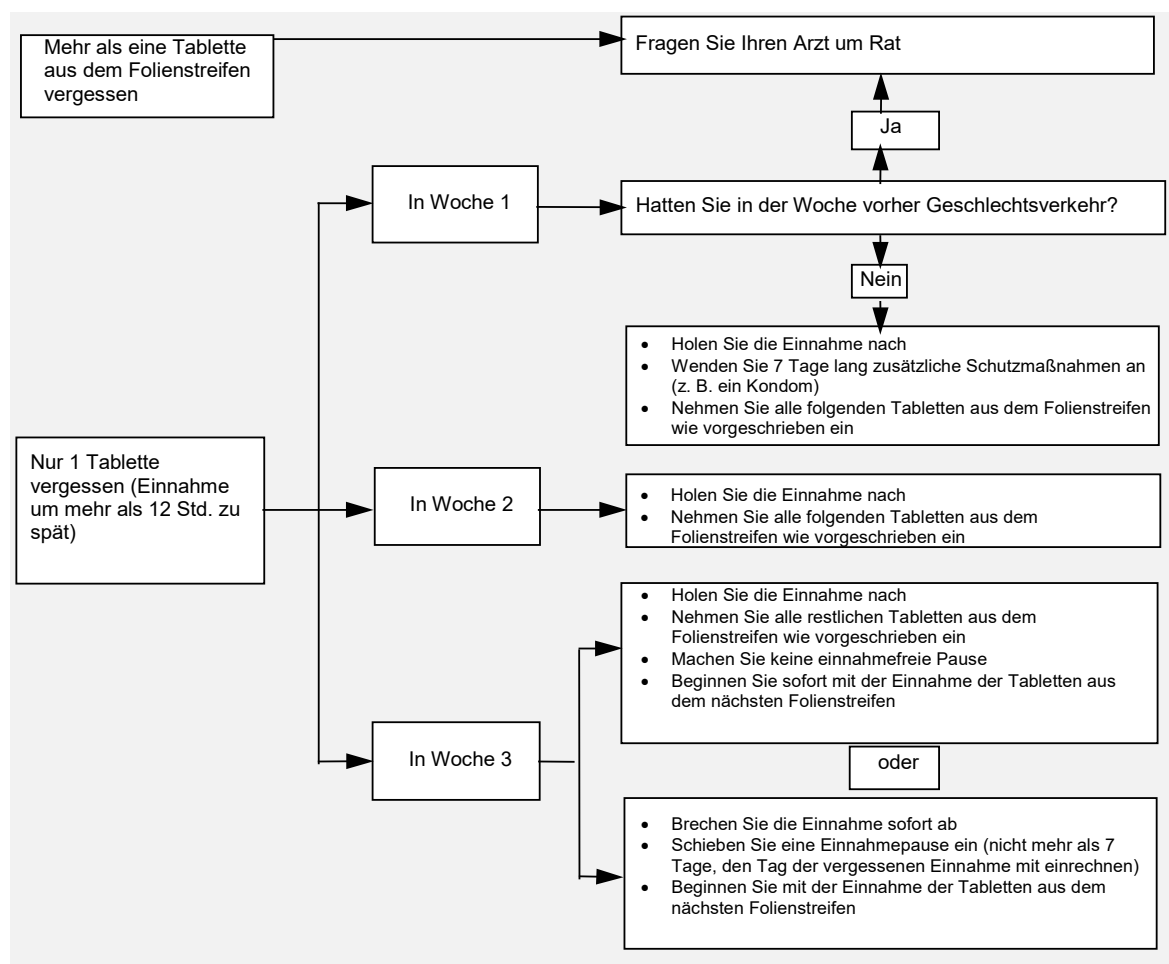 Mehr als eine Tablette
aus dem Folienstreifen
vergessen
Fragen Sie Ihren Arzt um Rat
Ja
In Woche 1
Hatten Sie in der Woche vorher Geschlechtsverkehr?
Nein
• Holen Sie die Einnahme nach
• Wenden Sie 7 Tage lang zusätzliche Schutzmaßnahmen an
(z. B. ein Kondom)
• Nehmen Sie alle folgenden Tabletten aus dem Folienstreifen
wie vorgeschrieben ein
Nur 1 Tablette
vergessen (Einnahme
um mehr als 12 Std. zu
spät)
In Woche 2
• Holen Sie die Einnahme nach
• Nehmen Sie alle folgenden Tabletten aus dem
Folienstreifen wie vorgeschrieben ein
In Woche 3
• Holen Sie die Einnahme nach
• Nehmen Sie alle restlichen Tabletten aus dem
Folienstreifen wie vorgeschrieben ein
• Machen Sie keine einnahmefreie Pause
• Beginnen Sie sofort mit der Einnahme der Tabletten aus
dem nächsten Folienstreifen
oder
• Brechen Sie die Einnahme sofort ab
• Schieben Sie eine Einnahmepause ein (nicht mehr als 7
Tage, den Tag der vergessenen Einnahme mit einrechnen)
• Beginnen Sie mit der Einnahme der Tabletten aus dem
nächsten Folienstreifen